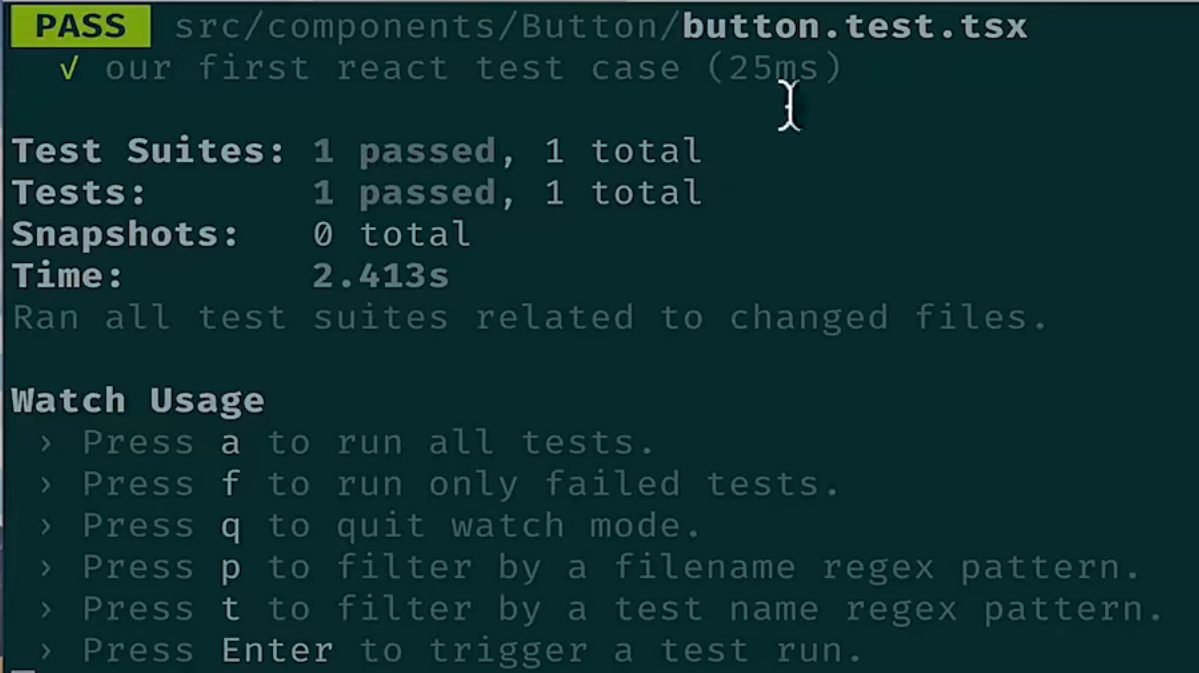 PASS src/components/Button/button.test.tsx
✓ our first react test case (25ms)
Test Suites: 1 passed, 1 total
Tests: 1 passed, 1 total
Snapshots: 0 total
Time: 2.413s
Ran all test suites related to changed files.
Watch Usage
› Press a to run all tests.
› Press f to run only failed tests.
› Press q to quit watch mode.
› Press p to filter by a filename regex pattern.
› Press t to filter by a test name regex pattern.
› Press Enter to trigger a test run.